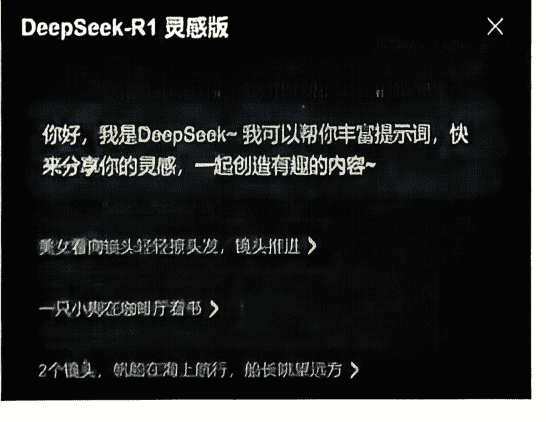 DeepSeek-R1 灵感版
你好，我是DeepSeek~ 我可以帮你丰富提示词，快
来分享你的灵感，一起创造有趣的内容~
美女看向镜头轻轻撩头发，镜头推进
一只小熊在咖啡厅看书
2个镜头，帆船在海上航行，船长眺望远方